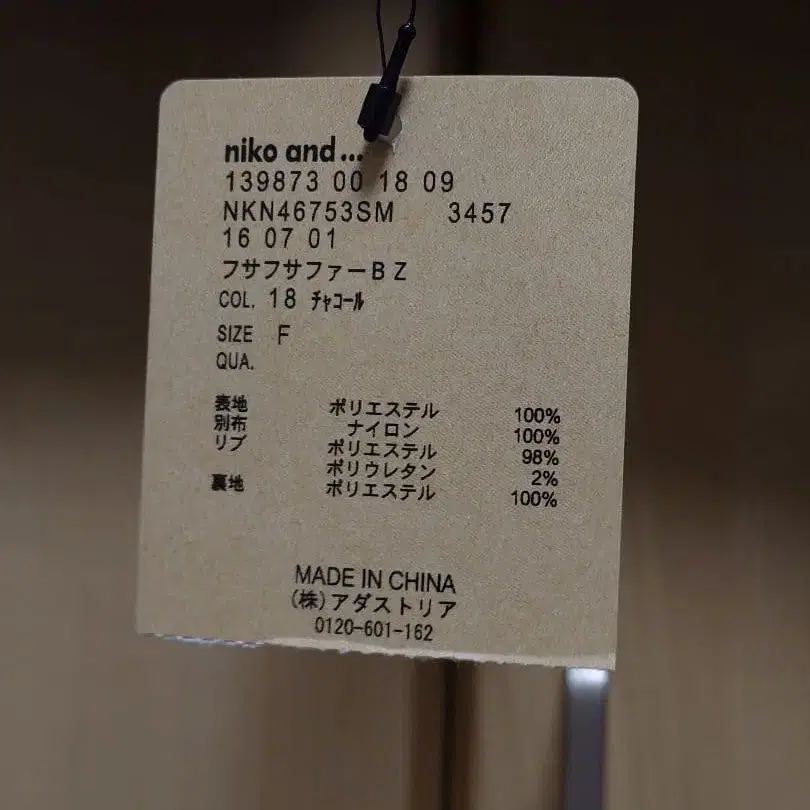 niko and...
139873 00 18 09
NKN46753SM 3457
16 07 01
フサフサファーBZ
COL. 18 ﾁｬｺｰﾙ
SIZE F
QUA.
表地 ポリエステル 100%
別布 ナイロン 100%
リブ ポリエステル 98%
ポリウレタン 2%
裏地 ポリエステル 100%
MADE IN CHINA
(株)アダストリア
0120-601-162